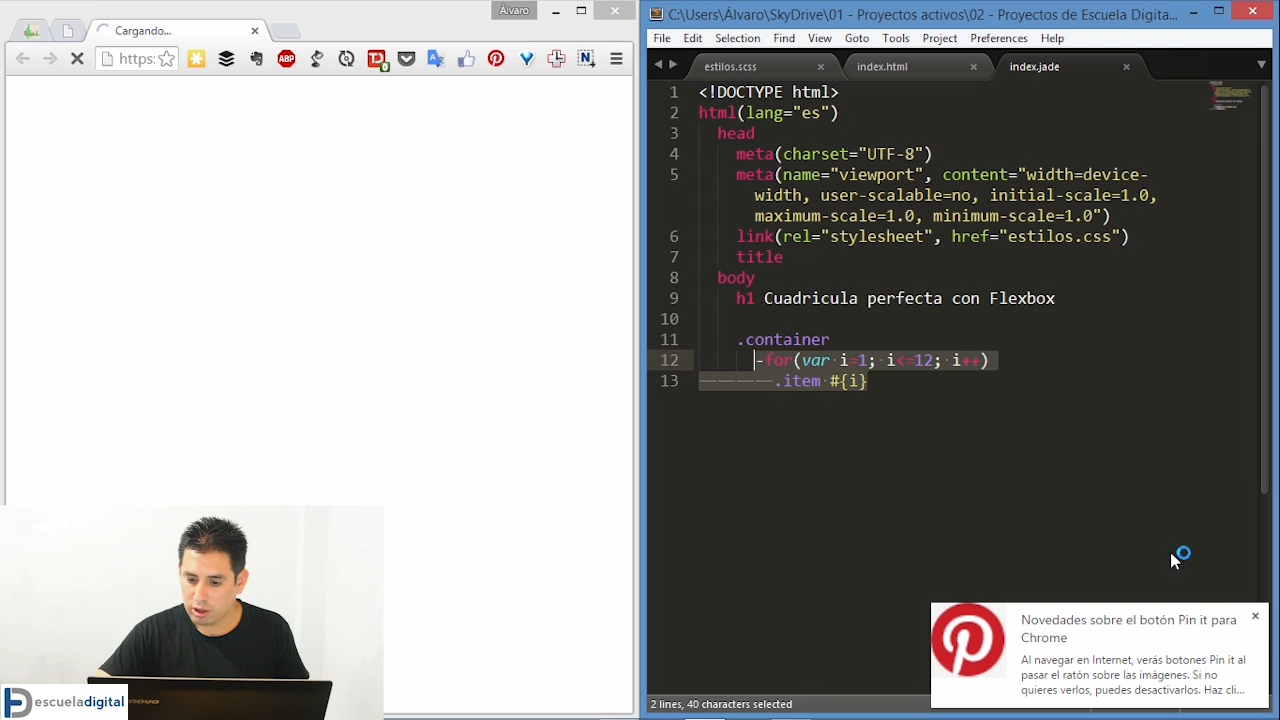 Cargando...
https:
Álvaro
ABP
0
C:\Users\Álvaro\SkyDrive\01 - Proyectos activos\02 - Proyectos de Escuela Digita...
File Edit Selection Find View Goto Tools Project Preferences Help
estilos.scss index.html index.jade
1 <!DOCTYPE html>
2 html(lang="es")
3 head
4 meta(charset="UTF-8")
5 meta(name="viewport", content="width=device-
width, user-scalable=no, initial-scale=1.0,
maximum-scale=1.0, minimum-scale=1.0")
6 link(rel="stylesheet", href="estilos.css")
7 title
8 body
9 h1 Cuadricula perfecta con Flexbox
10
11 .container
12 -for(var i=1; i<=12; i++)
13 .item #{i}
Novedades sobre el botón Pin it para
Chrome
Al navegar en Internet, verás botones Pin it al
pasar el ratón sobre las imágenes. Si no
quieres verlos, puedes desactivarlos. Haz cli...
2 lines, 40 characters selected
escueladigital